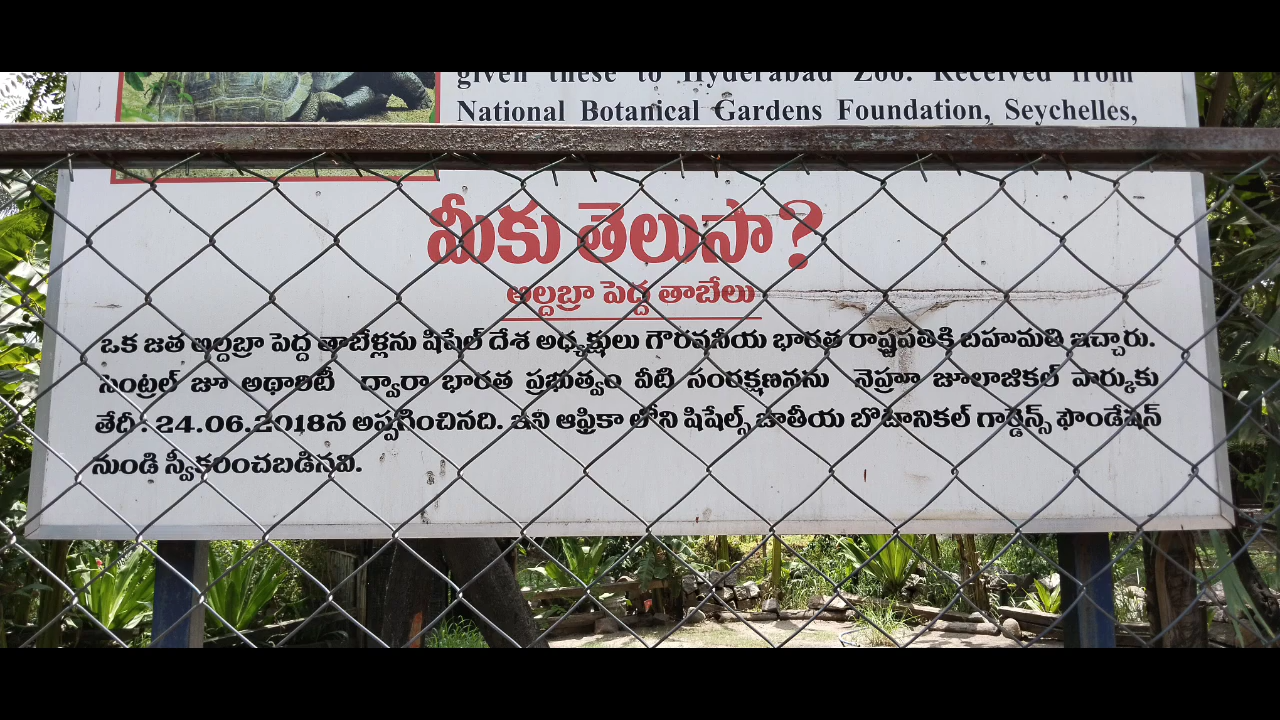 given these to Hyderabad Zoo. Received from
National Botanical Gardens Foundation, Seychelles,
మీకు తెలుసా?
అల్దబ్రా పెద్ద తాబేలు
ఒక జత అల్దబ్రా పెద్ద తాబేళ్లను షిషేల్ దేశ అధ్యక్షులు గౌరవనీయ భారత రాష్ట్రపతికి బహుమతి ఇచ్చారు.
సెంట్రల్ జూ అథారిటీ ద్వారా భారత ప్రభుత్వం వీటి సంరక్షణనను నెహ్రూ జూలాజికల్ పార్కుకు
తేదీ: 24.06.2018న అప్పగించినది. ఇవి ఆఫ్రికా లోని షిషేల్స్ జాతీయ బొటానికల్ గార్డెన్స్ ఫౌండేషన్
నుండి స్వీకరించబడినవి.